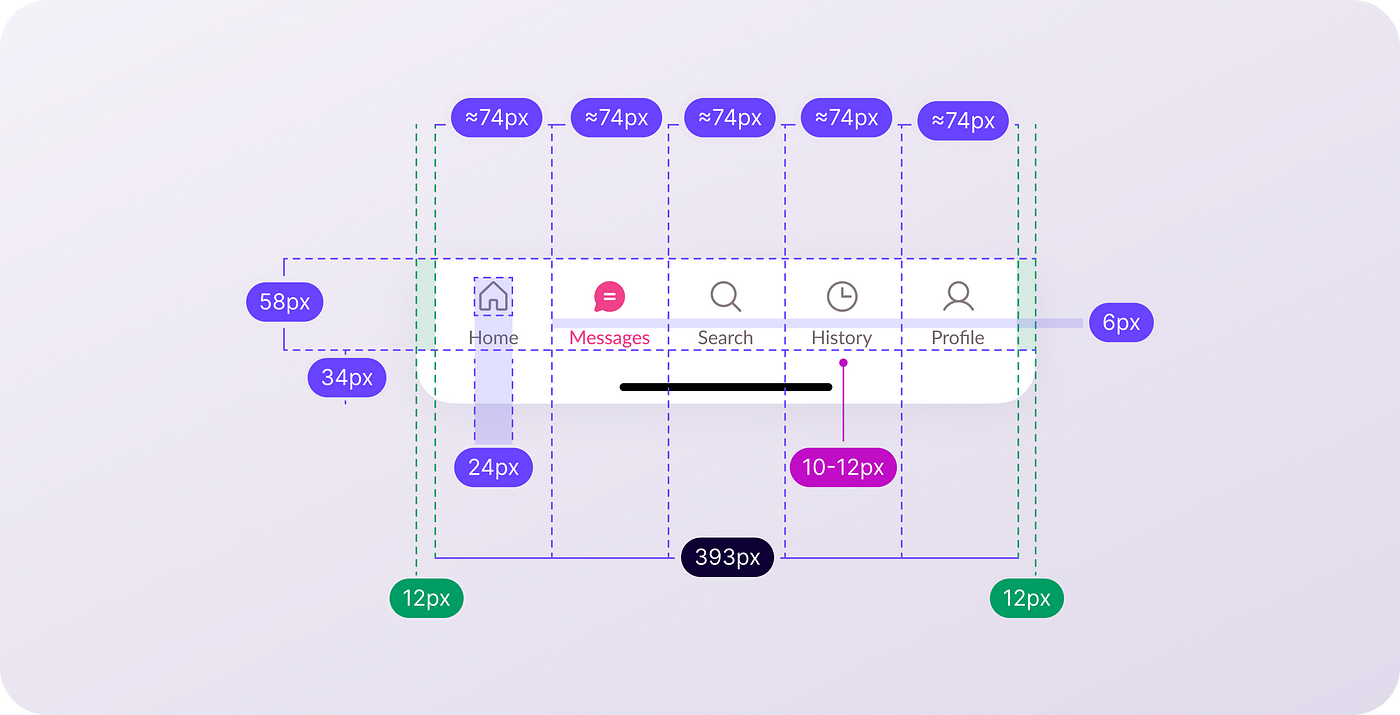 ≈74px
≈74px
≈74px
≈74px
≈74px
58px
6px
Home
Messages
Search
History
Profile
34px
24px
10-12px
393px
12px
12px